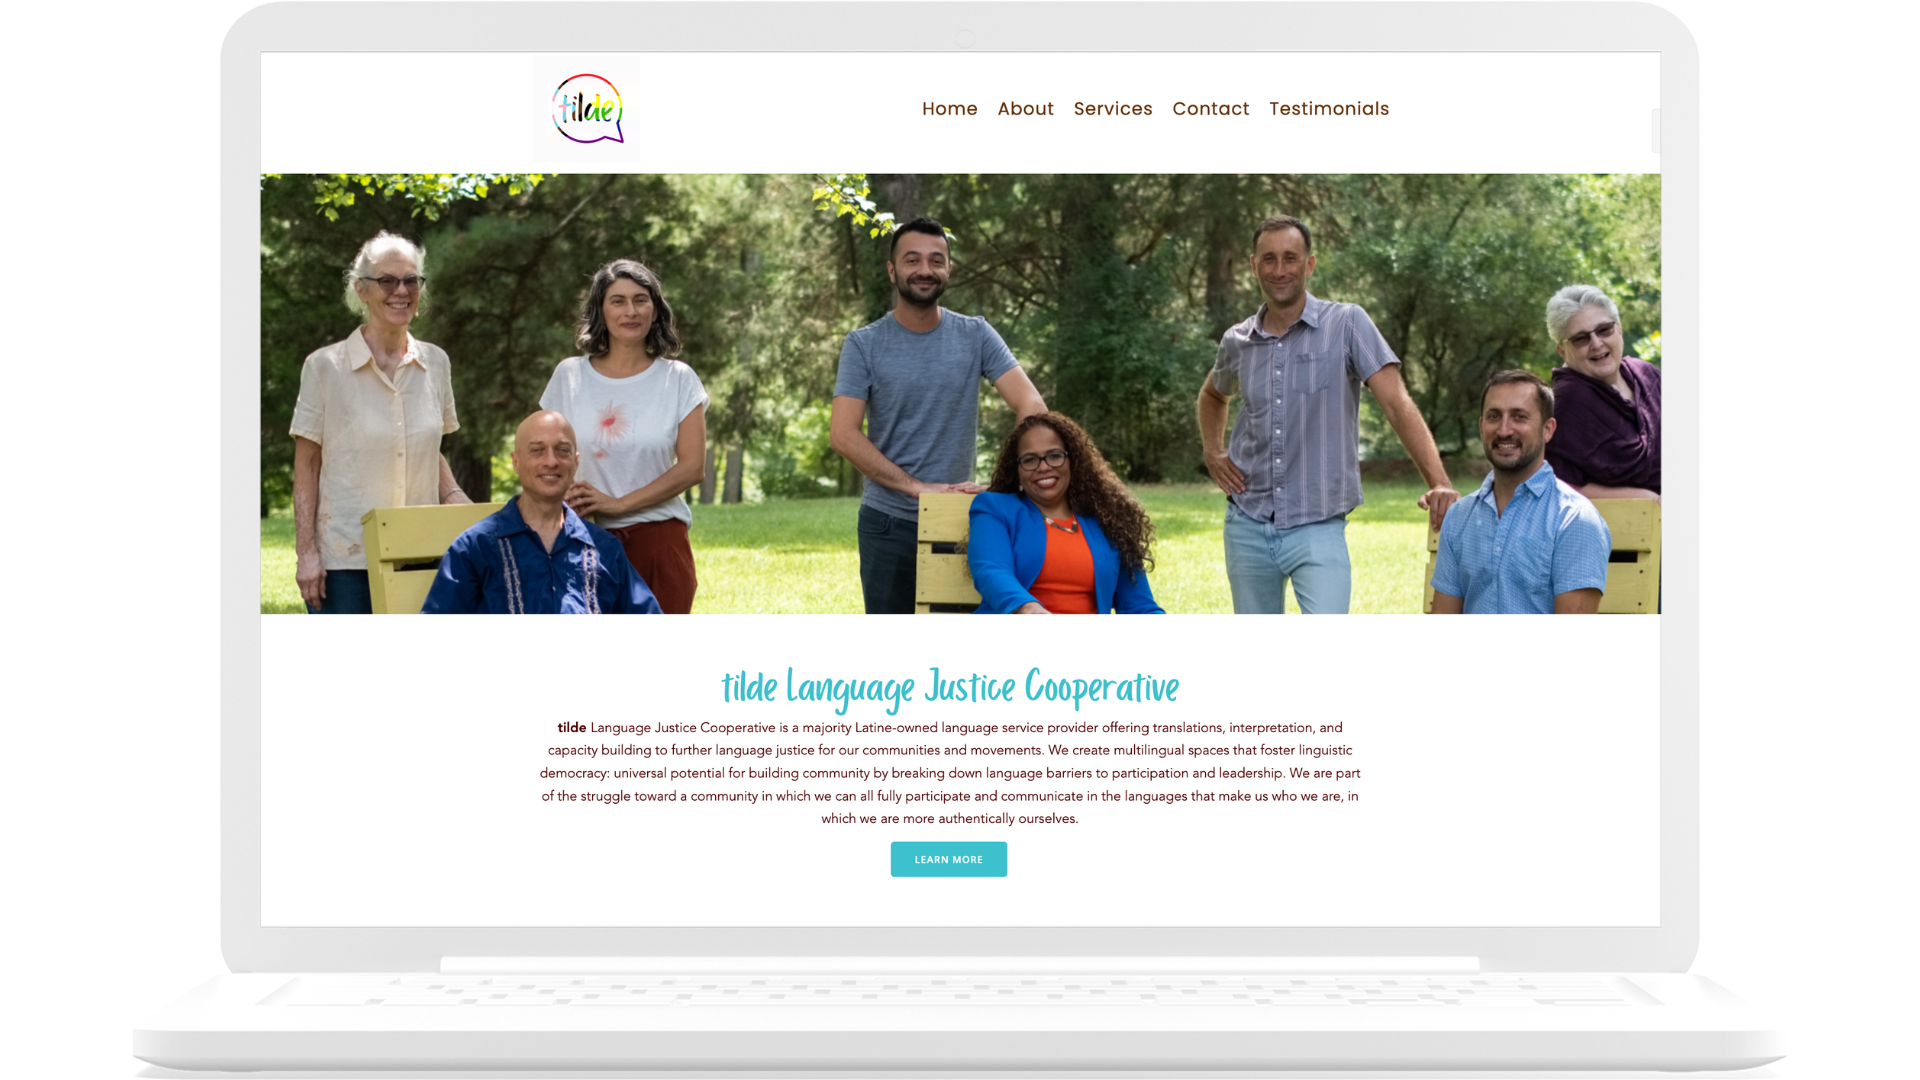 tilde
Home About Services Contact Testimonials
tilde Language Justice Cooperative
tilde Language Justice Cooperative is a majority Latine-owned language service provider offering translations, interpretation, and
capacity building to further language justice for our communities and movements. We create multilingual spaces that foster linguistic
democracy: universal potential for building community by breaking down language barriers to participation and leadership. We are part
of the struggle toward a community in which we can all fully participate and communicate in the languages that make us who we are, in
which we are more authentically ourselves.
LEARN MORE